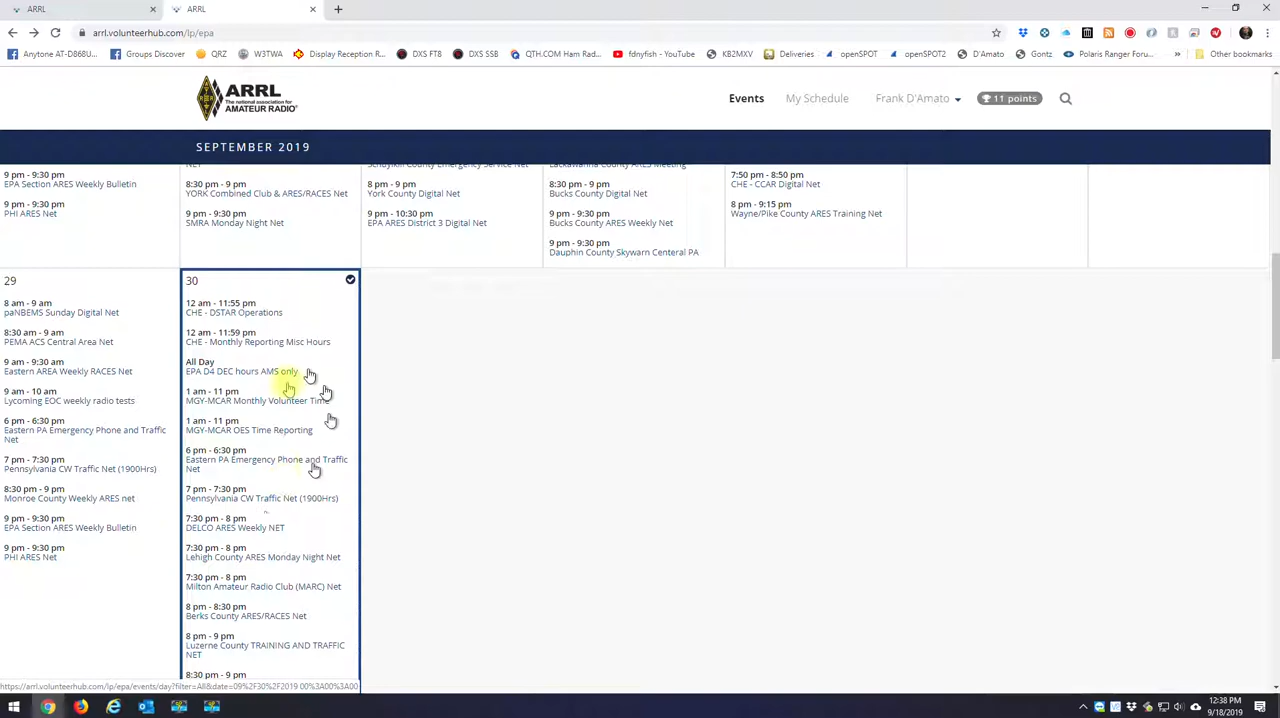 ARRL
ARRL
arrl.volunteerhub.com/lp/epa
Anytone AT-D868U...
Groups Discover
QRZ
W3TWA
Display Reception R...
DXS FT8
DXS SSB
QTH.COM Ham Rad...
fdnyfish - YouTube
KB2MXV
Deliveries
openSPOT
openSPOT2
D'Amato
Gontz
Polaris Ranger Foru...
»
Other bookmarks
ARRL
The national association for
AMATEUR RADIO®
Events
My Schedule
Frank D'Amato
11 points
SEPTEMBER 2019
NET
Schuylkill County Emergency Service Net
Lackawanna County ARES Meeting
9 pm - 9:30 pm
EPA Section ARES Weekly Bulletin
9 pm - 9:30 pm
PHI ARES Net
8:30 pm - 9 pm
YORK Combined Club & ARES/RACES Net
9 pm - 9:30 pm
SMRA Monday Night Net
8 pm - 9 pm
York County Digital Net
9 pm - 10:30 pm
EPA ARES District 3 Digital Net
8:30 pm - 9 pm
Bucks County Digital Net
9 pm - 9:30 pm
Bucks County ARES Weekly Net
9 pm - 9:30 pm
Dauphin County Skywarn Centeral PA
7:50 pm - 8:50 pm
CHE - CCAR Digital Net
8 pm - 9:15 pm
Wayne/Pike County ARES Training Net
29
8 am - 9 am
paNBEMS Sunday Digital Net
8:30 am - 9 am
PEMA ACS Central Area Net
9 am - 9:30 am
Eastern AREA Weekly RACES Net
9 am - 10 am
Lycoming EOC weekly radio tests
6 pm - 6:30 pm
Eastern PA Emergency Phone and Traffic
Net
7 pm - 7:30 pm
Pennsylvania CW Traffic Net (1900Hrs)
8:30 pm - 9 pm
Monroe County Weekly ARES net
9 pm - 9:30 pm
EPA Section ARES Weekly Bulletin
9 pm - 9:30 pm
PHI ARES Net
30
12 am - 11:55 pm
CHE - DSTAR Operations
12 am - 11:59 pm
CHE - Monthly Reporting Misc Hours
All Day
EPA D4 DEC hours AMS only
1 am - 11 pm
MGY-MCAR Monthly Volunteer Time
1 am - 11 pm
MGY-MCAR OES Time Reporting
6 pm - 6:30 pm
Eastern PA Emergency Phone and Traffic
Net
7 pm - 7:30 pm
Pennsylvania CW Traffic Net (1900Hrs)
7:30 pm - 8 pm
DELCO ARES Weekly NET
7:30 pm - 8 pm
Lehigh County ARES Monday Night Net
7:30 pm - 8 pm
Milton Amateur Radio Club (MARC) Net
8 pm - 8:30 pm
Berks County ARES/RACES Net
8 pm - 9 pm
Luzerne County TRAINING AND TRAFFIC
NET
8:30 pm - 9 pm
https://arrl.volunteerhub.com/lp/epa/events/day?filter=All&date=09%2F30%2F2019 00%3A00%3A00
12:38 PM
9/18/2019